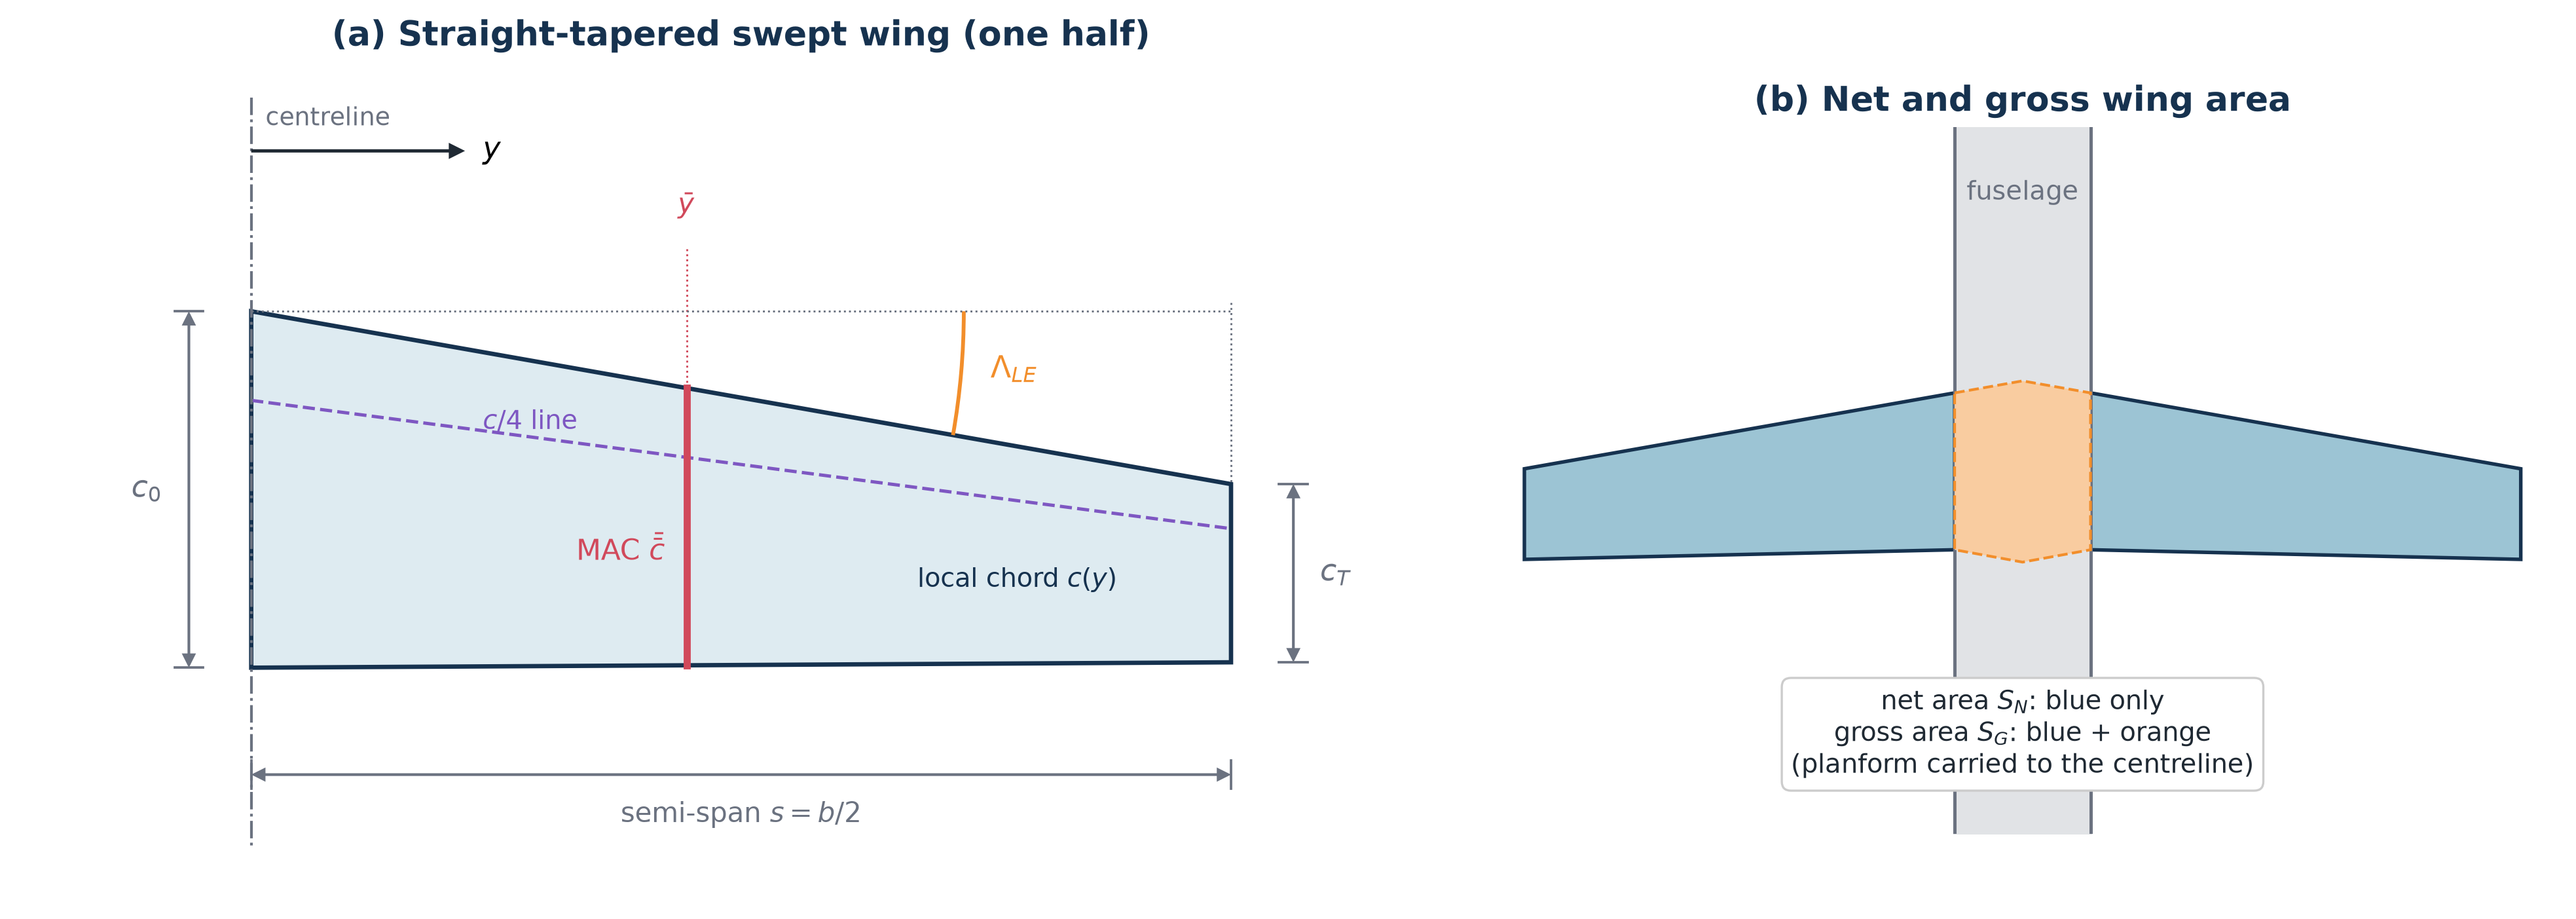 (a) Straight-tapered swept wing (one half)
centreline
y
ȳ
Λ_LE
c/4 line
c₀
MAC c̿
local chord c(y)
c_T
semi-span s = b/2
(b) Net and gross wing area
fuselage
net area S_N: blue only
gross area S_G: blue + orange
(planform carried to the centreline)